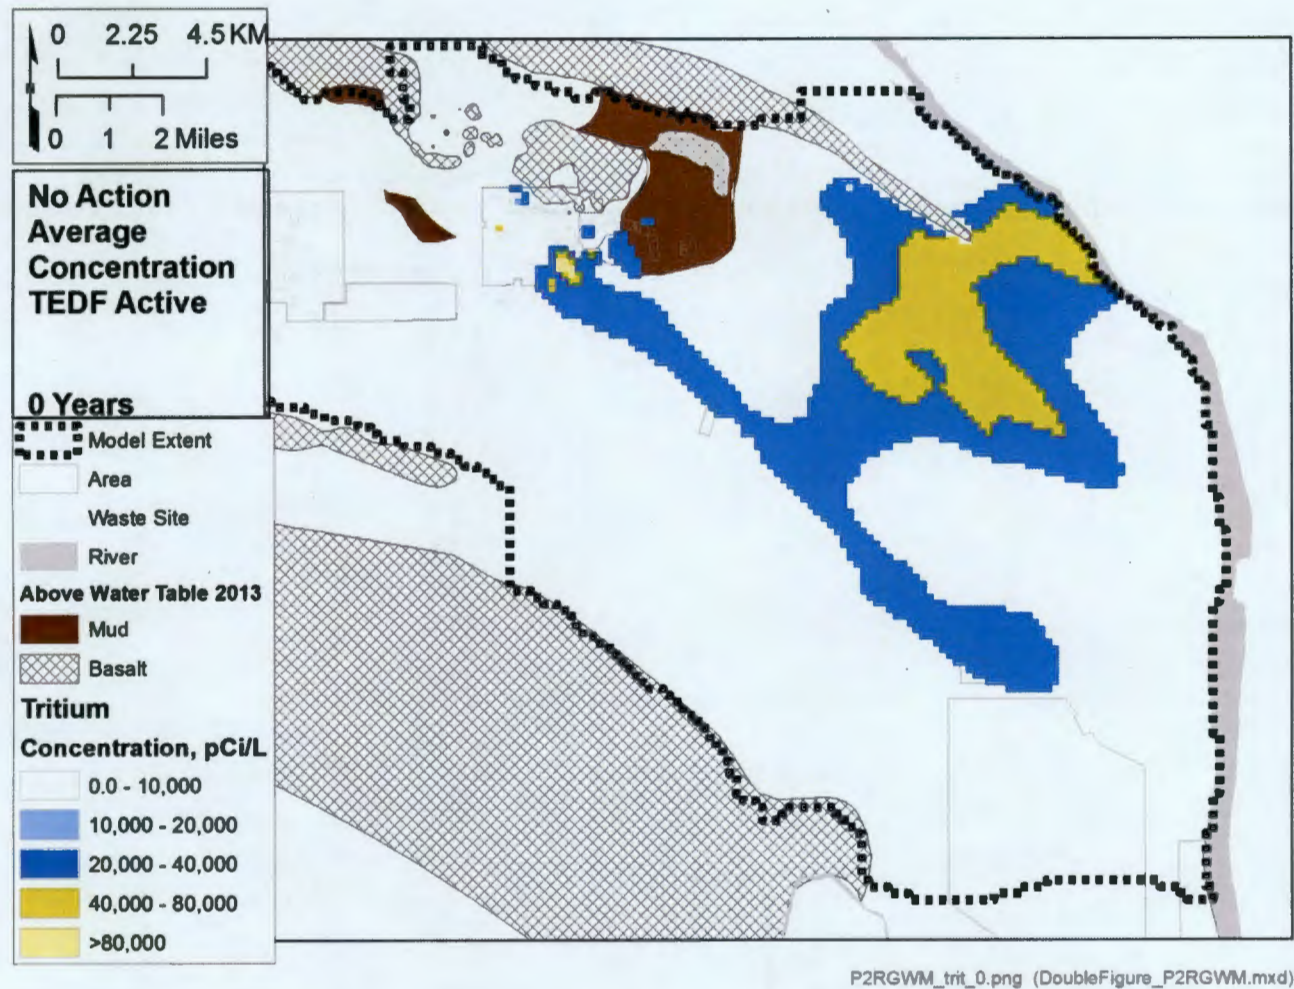 0 2.25 4.5 KM
0 1 2 Miles
No Action
Average
Concentration
TEDF Active
0 Years
Model Extent
Area
Waste Site
River
Above Water Table 2013
Mud
Basalt
Tritium
Concentration, pCi/L
0.0 - 10,000
10,000 - 20,000
20,000 - 40,000
40,000 - 80,000
>80,000
P2RGWM_trit_0.png (DoubleFigure_P2RGWM.mxd)